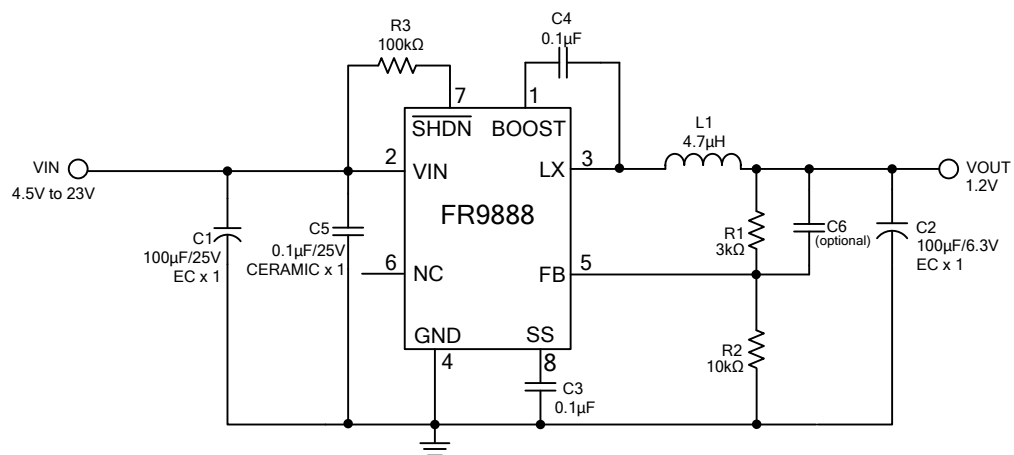 C4
0.1μF
R3
100kΩ
7
1
SHDN
BOOST
L1
4.7μH
VIN
4.5V to 23V
2
VIN
LX
3
VOUT
1.2V
FR9888
C1
100μF/25V
EC x 1
C5
0.1μF/25V
CERAMIC x 1
R1
3kΩ
C6
(optional)
C2
100μF/6.3V
EC x 1
6
NC
FB
5
GND
SS
4
8
C3
0.1μF
R2
10kΩ